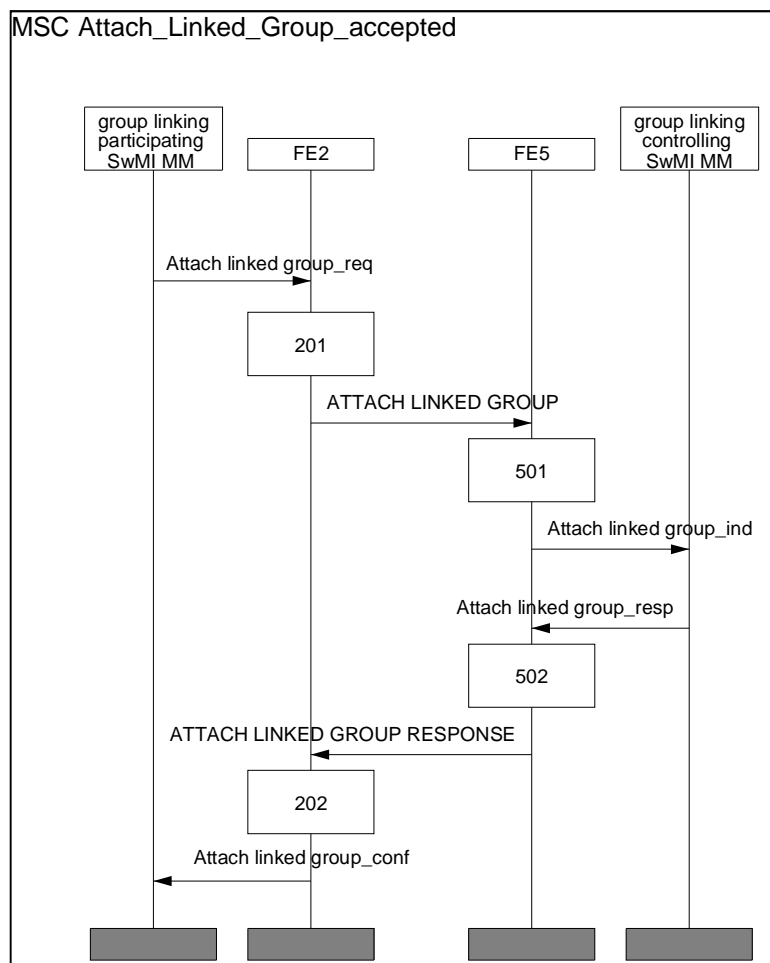 MSC Attach_Linked_Group_accepted
group linking
participating
SwMI MM
FE2
FE5
group linking
controlling
SwMI MM
Attach linked group_req
201
ATTACH LINKED GROUP
501
Attach linked group_ind
Attach linked group_resp
502
ATTACH LINKED GROUP RESPONSE
202
Attach linked group_conf